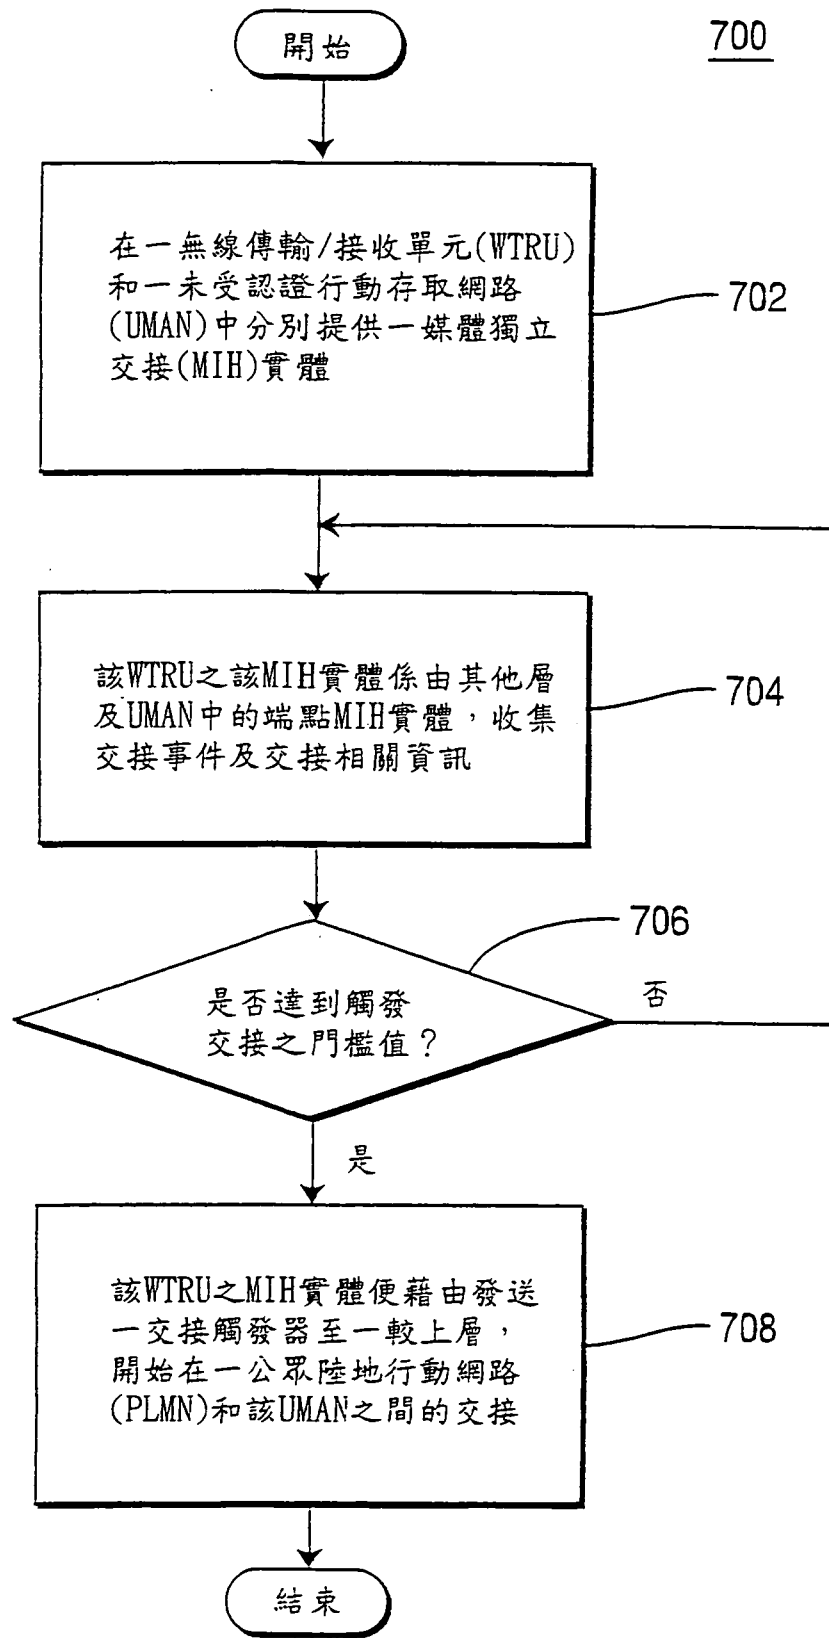 開始
700
在一無線傳輸/接收單元(WTRU)
和一未受認證行動存取網路
(UMAN)中分別提供一媒體獨立
交接(MIH)實體
702
該WTRU之該MIH實體係由其他層
及UMAN中的端點MIH實體，收集
交接事件及交接相關資訊
704
706
是否達到觸發
交接之門檻值？
否
是
該WTRU之MIH實體便藉由發送
一交接觸發器至一較上層，
開始在一公眾陸地行動網路
(PLMN)和該UMAN之間的交接
708
結束